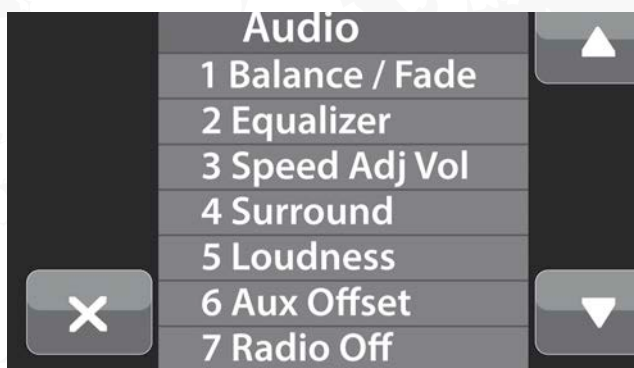 Audio
1 Balance / Fade
2 Equalizer
3 Speed Adj Vol
4 Surround
5 Loudness
6 Aux Offset
7 Radio Off